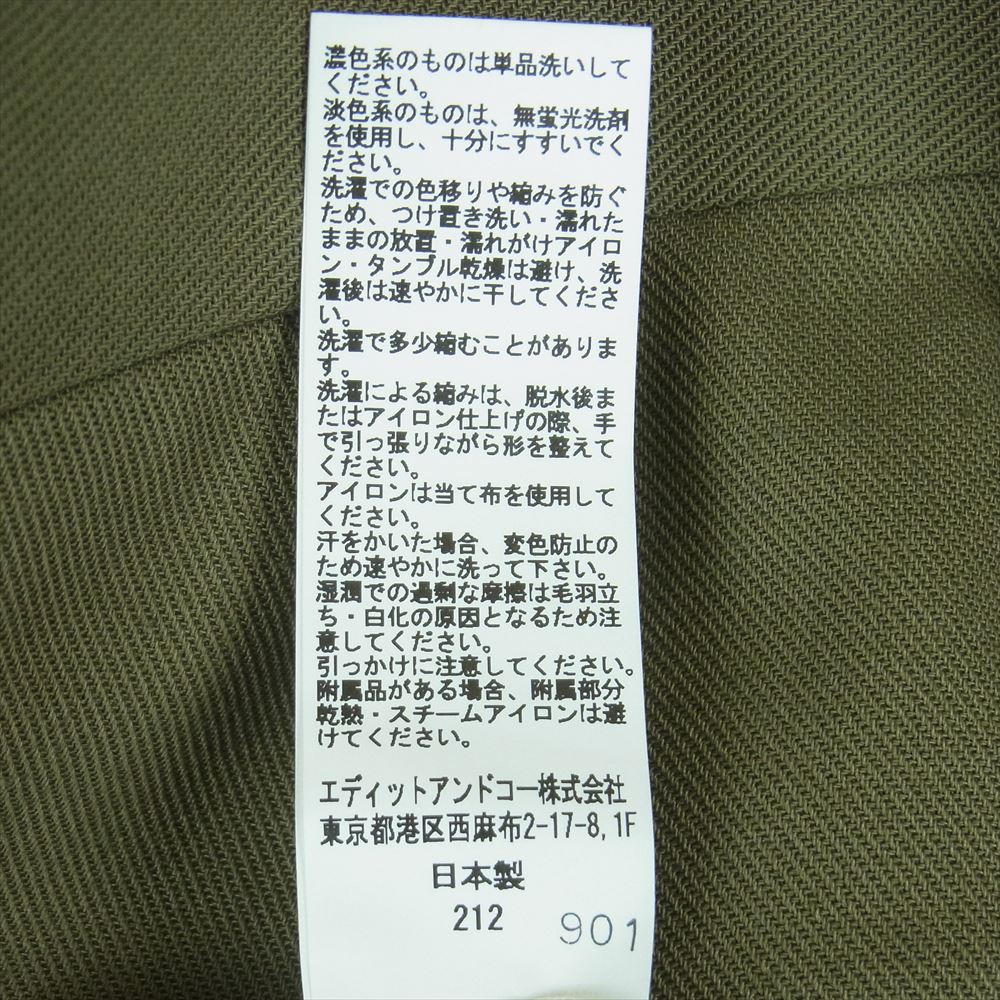 濃色系のものは単品洗いして
ください。
淡色系のものは、無蛍光洗剤
を使用し、十分にすすいでく
ださい。
洗濯での色移りや縮みを防ぐ
ため、つけ置き洗い・濡れた
ままの放置・濡れがけアイロ
ン・タンブル乾燥は避け、洗
濯後は速やかに干してくださ
い。
洗濯で多少縮むことがありま
す。
洗濯による縮みは、脱水後ま
たはアイロン仕上げの際、手
で引っ張りながら形を整えて
ください。
アイロンは当て布を使用して
ください。
汗をかいた場合、変色防止の
ため速やかに洗って下さい。
湿潤での過剰な摩擦は毛羽立
ち・白化の原因となるため注
意してください。
引っかけに注意してください。
附属品がある場合、附属部分
乾熱・スチームアイロンは避
けてください。
エディットアンドコー株式会社
東京都港区西麻布2-17-8,1F
日本製
212
901